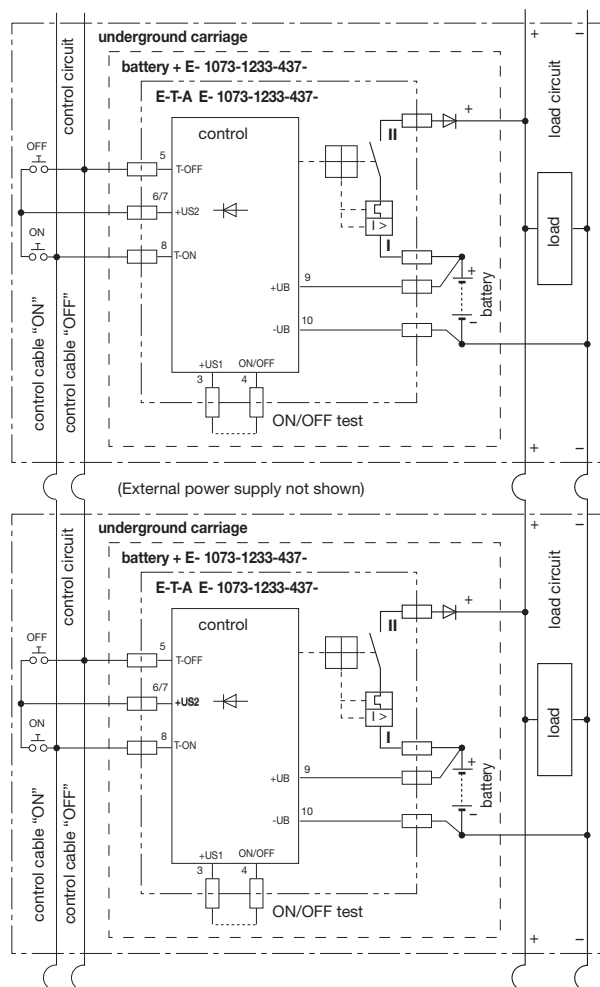 + –
underground carriage
control circuit
battery + E- 1073-1233-437-
load circuit
E-T-A E- 1073-1233-437-
II
+
control
OFF
5
T-OFF
6/7
+US2
I >
load
ON
8
T-ON
I
9
+UB
+
battery
10
-UB
–
control cable "ON"
control cable "OFF"
+US1 ON/OFF
3 4
ON/OFF test
+ –
(External power supply not shown)
+ –
underground carriage
control circuit
battery + E- 1073-1233-437-
load circuit
E-T-A E- 1073-1233-437-
II
+
control
OFF
5
T-OFF
6/7
+US2
I >
load
ON
8
T-ON
I
9
+UB
+
battery
10
-UB
–
control cable "ON"
control cable "OFF"
+US1 ON/OFF
3 4
ON/OFF test
+ –